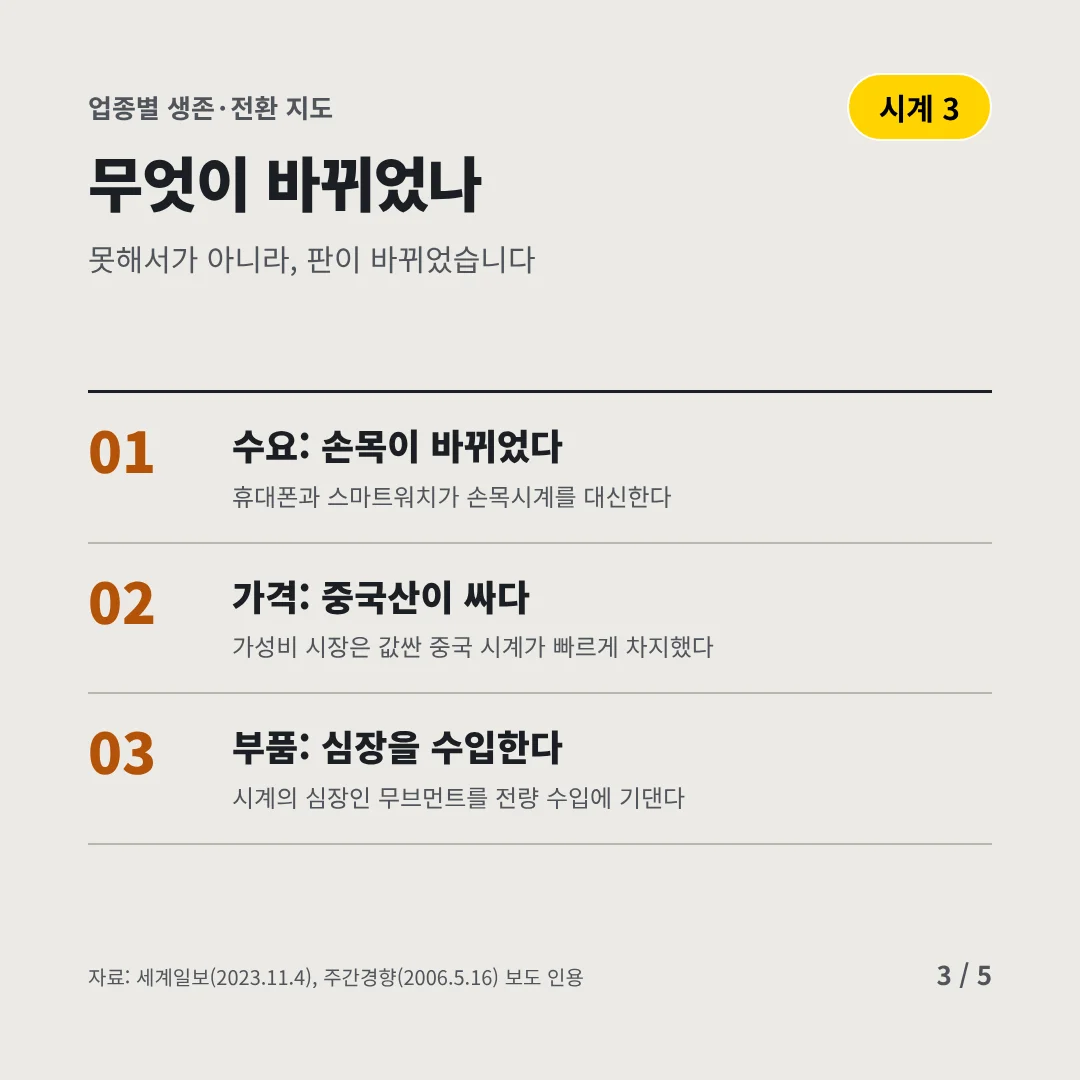 업종별 생존·전환 지도
시계 3
무엇이 바뀌었나
못해서가 아니라, 판이 바뀌었습니다
01
수요: 손목이 바뀌었다
휴대폰과 스마트워치가 손목시계를 대신한다
02
가격: 중국산이 싸다
가성비 시장은 값싼 중국 시계가 빠르게 차지했다
03
부품: 심장을 수입한다
시계의 심장인 무브먼트를 전량 수입에 기댄다
자료: 세계일보(2023.11.4), 주간경향(2006.5.16) 보도 인용
3 / 5